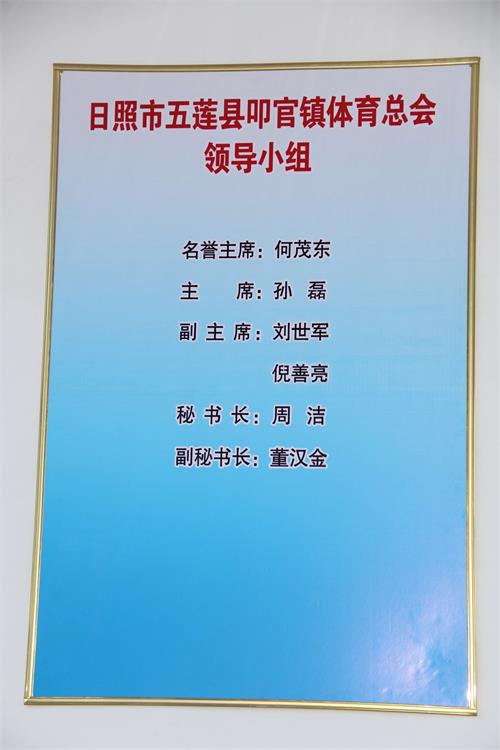 日照市五莲县叩官镇体育总会
领导小组
名誉主席：何茂东
主 席：孙 磊
副 主 席：刘世军
倪善亮
秘 书 长：周 洁
副秘书长：董汉金